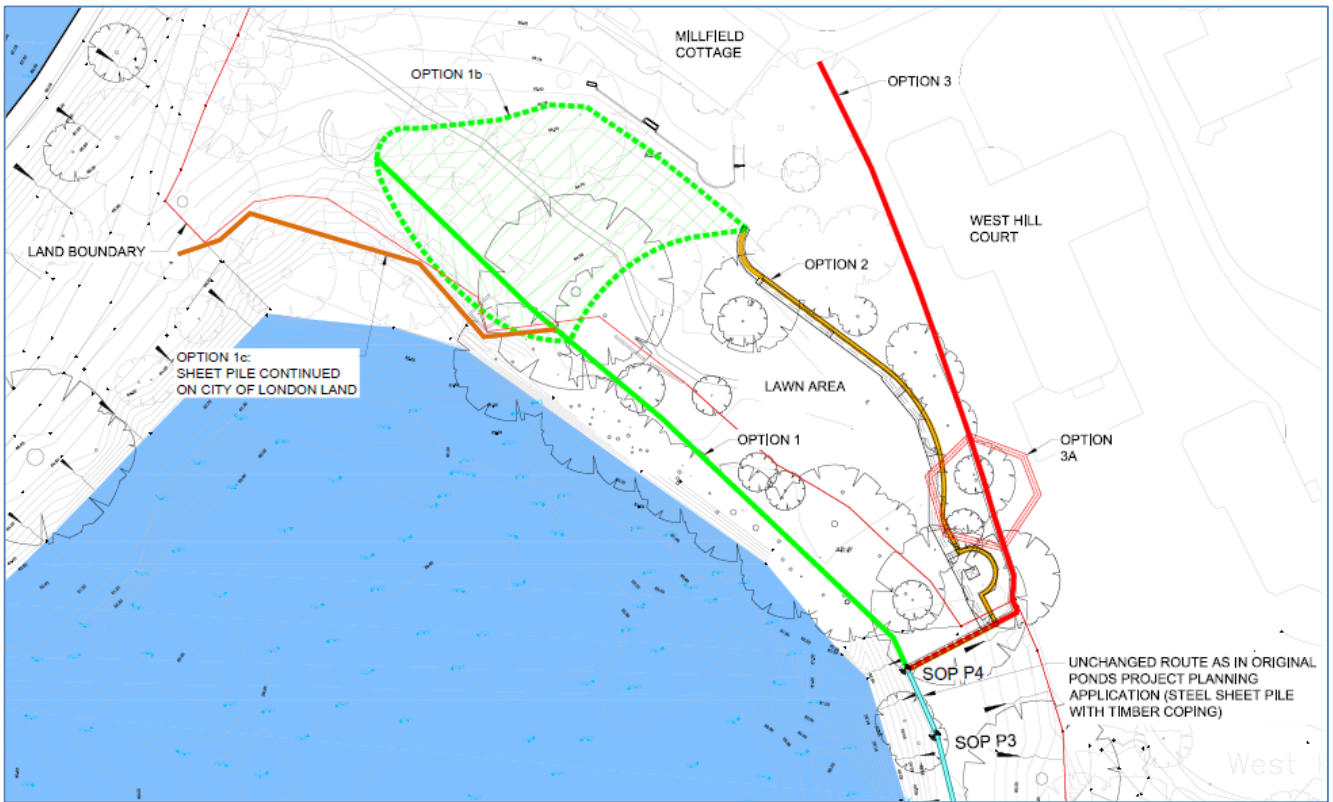 MILLFIELD
COTTAGE
OPTION 1b
OPTION 3
WEST HILL
COURT
LAND BOUNDARY
OPTION 2
OPTION 1c:
SHEET PILE CONTINUED
ON CITY OF LONDON LAND
LAWN AREA
OPTION 1
OPTION
3A
SOP P4
UNCHANGED ROUTE AS IN ORIGINAL
PONDS PROJECT PLANNING
APPLICATION (STEEL SHEET PILE
WITH TIMBER COPING)
SOP P3
West